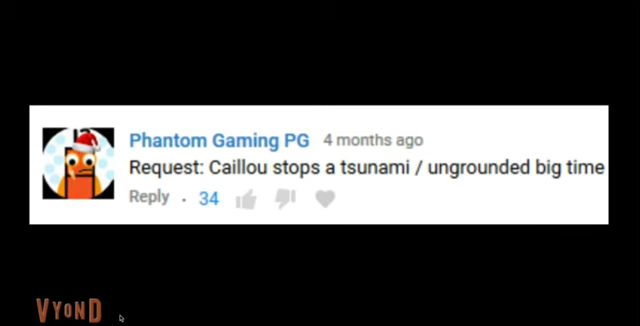 Phantom Gaming PG 4 months ago
Request: Caillou stops a tsunami / ungrounded big time
Reply · 34
VYOND